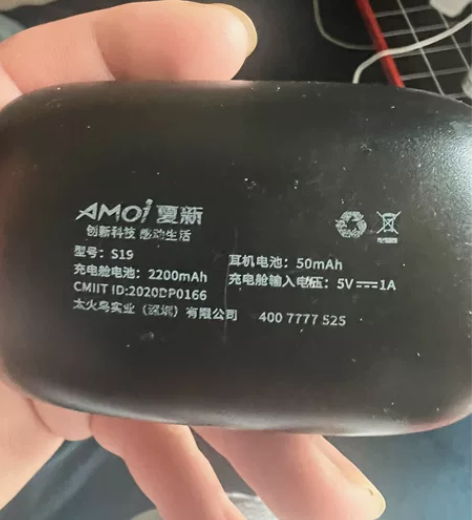 AMOi 夏新
创新科技 感动生活
型号：S19
耳机电池：50mAh
充电舱电池：2200mAh
充电舱输入电压：5V⎓1A
CMIIT ID:2020DP0166
太火鸟实业（深圳）有限公司 400 7777 525